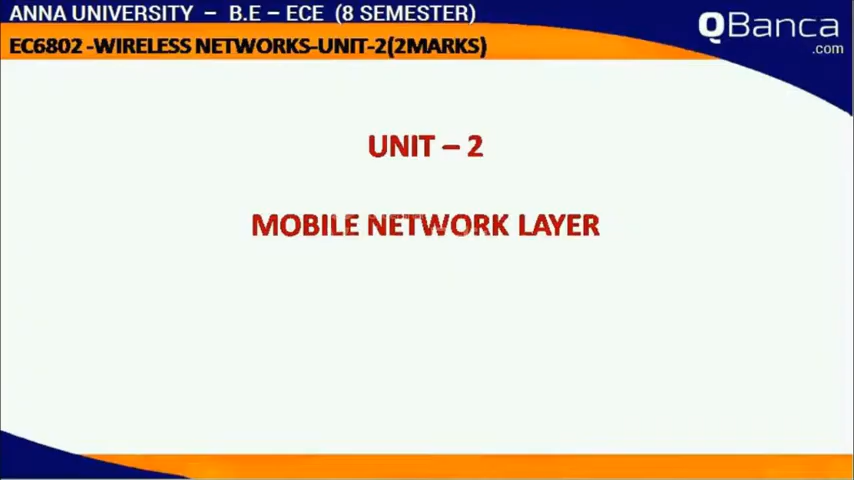 ANNA UNIVERSITY – B.E – ECE (8 SEMESTER)
EC6802 -WIRELESS NETWORKS-UNIT-2(2MARKS)
QBanca
.com
UNIT – 2
MOBILE NETWORK LAYER